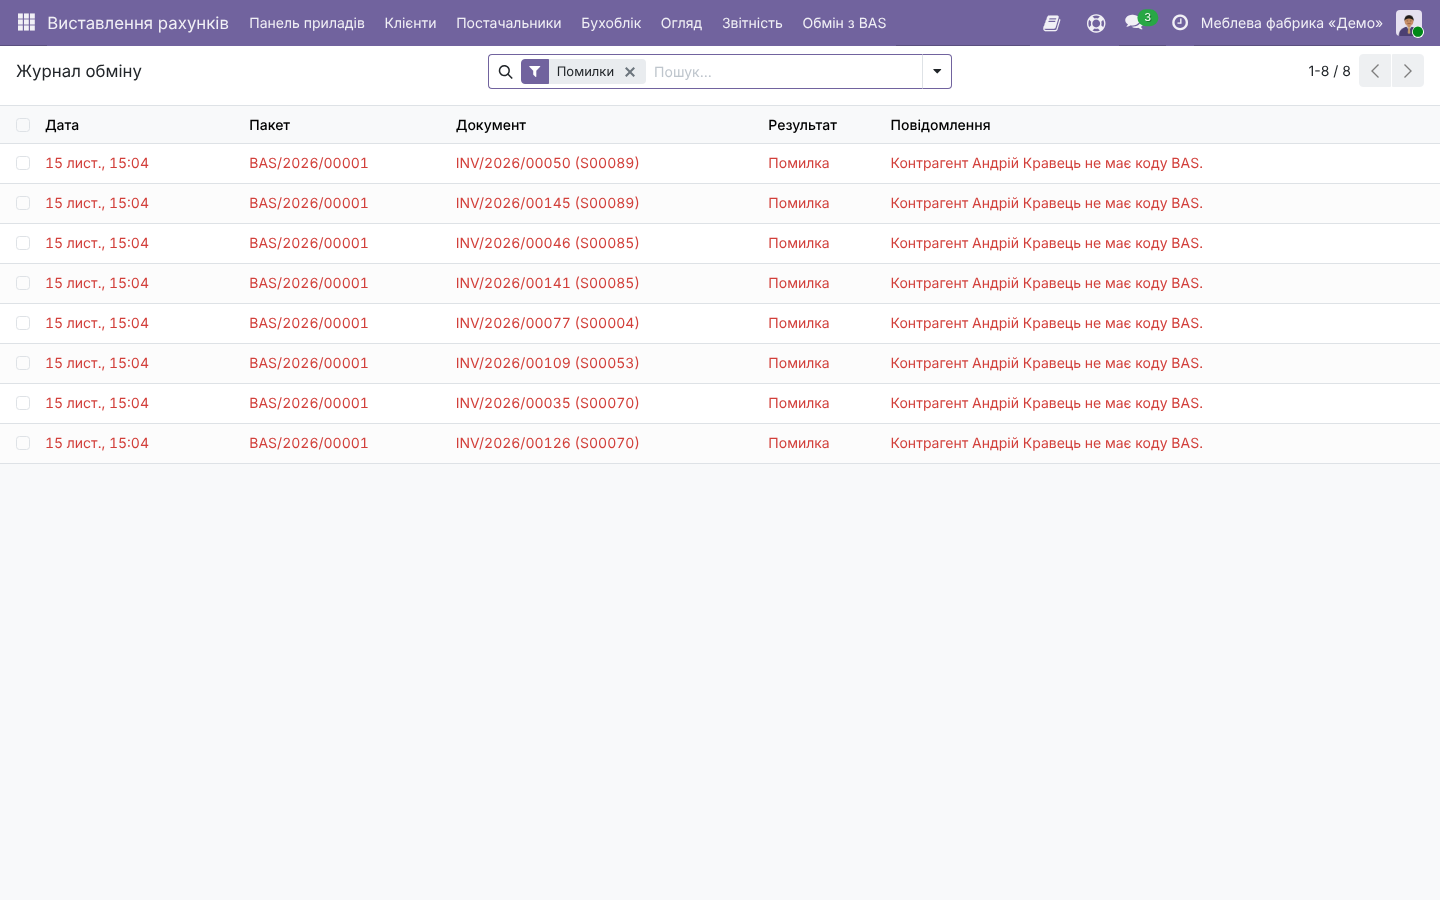 Виставлення рахунків Панель приладів Клієнти Постачальники Бухоблік Огляд Звітність Обмін з BAS 3 Меблева фабрика «Демо»
Журнал обміну Помилки Пошук... 1-8 / 8
Дата Пакет Документ Результат Повідомлення
15 лист., 15:04 BAS/2026/00001 INV/2026/00050 (S00089) Помилка Контрагент Андрій Кравець не має коду BAS.
15 лист., 15:04 BAS/2026/00001 INV/2026/00145 (S00089) Помилка Контрагент Андрій Кравець не має коду BAS.
15 лист., 15:04 BAS/2026/00001 INV/2026/00046 (S00085) Помилка Контрагент Андрій Кравець не має коду BAS.
15 лист., 15:04 BAS/2026/00001 INV/2026/00141 (S00085) Помилка Контрагент Андрій Кравець не має коду BAS.
15 лист., 15:04 BAS/2026/00001 INV/2026/00077 (S00004) Помилка Контрагент Андрій Кравець не має коду BAS.
15 лист., 15:04 BAS/2026/00001 INV/2026/00109 (S00053) Помилка Контрагент Андрій Кравець не має коду BAS.
15 лист., 15:04 BAS/2026/00001 INV/2026/00035 (S00070) Помилка Контрагент Андрій Кравець не має коду BAS.
15 лист., 15:04 BAS/2026/00001 INV/2026/00126 (S00070) Помилка Контрагент Андрій Кравець не має коду BAS.